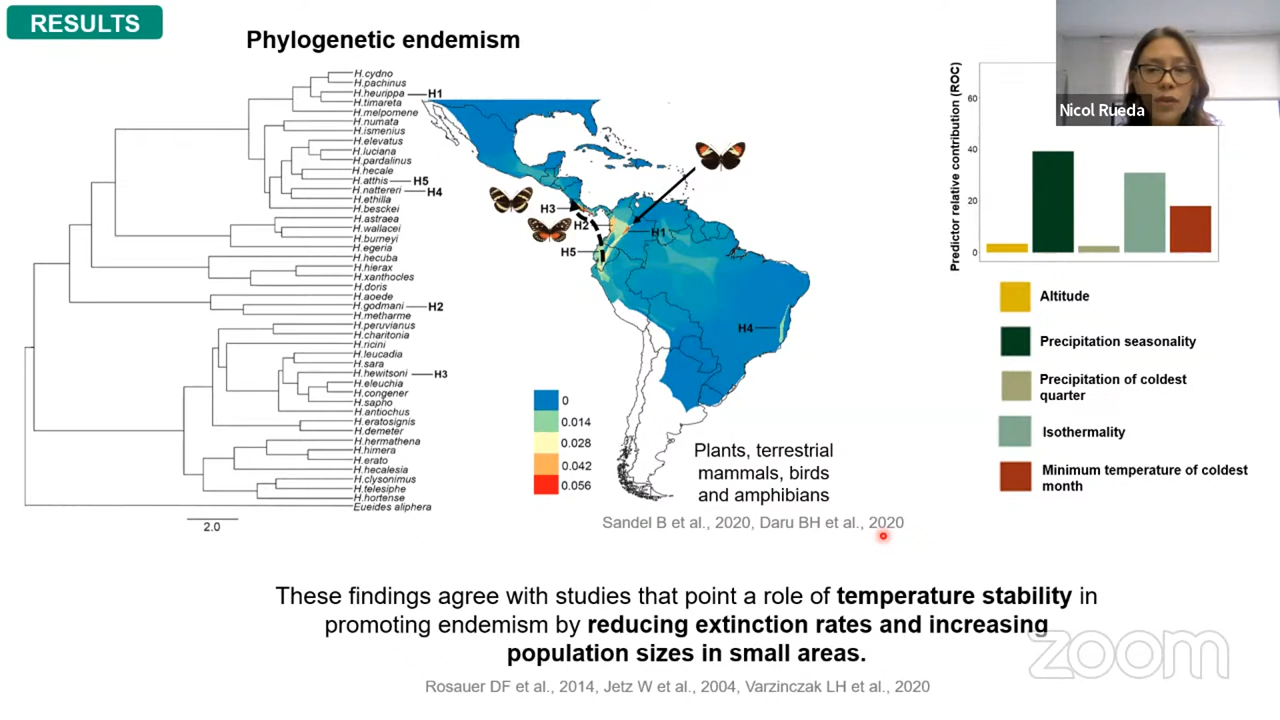 RESULTS
Phylogenetic endemism
H.cydno
H.pachinus
H.heurippa
H1
H.timareta
H.melpomene
H.numata
H.ismenius
H.elevatus
H.luciana
H.pardalinus
H.hecale
H.atthis
H5
H.nattereri
H4
H.ethilla
H.besckei
H.astraea
H.wallacei
H.burneyi
H.egeria
H.hecuba
H.hierax
H.xanthocles
H.doris
H.aoede
H.godmani
H2
H.metharme
H.peruvianus
H.charitonia
H.ricini
H.leucadia
H.sara
H.hewitsoni
H3
H.eleuchia
H.congener
H.sapho
H.antiochus
H.eratosignis
H.demeter
H.hermathena
H.himera
H.erato
H.hecalesia
H.clysonimus
H.telesiphe
H.hortense
Eueides aliphera
2.0
H3
H2
H1
H5
H4
0
0.014
0.028
0.042
0.056
Plants, terrestrial
mammals, birds
and amphibians
Sandel B et al., 2020, Daru BH et al., 2020
Predictor relative contribution (ROC)
60
40
20
0
Nicol Rueda
Altitude
Precipitation seasonality
Precipitation of coldest
quarter
Isothermality
Minimum temperature of coldest
month
These findings agree with studies that point a role of temperature stability in
promoting endemism by reducing extinction rates and increasing
population sizes in small areas.
Rosauer DF et al., 2014, Jetz W et al., 2004, Varzinczak LH et al., 2020
zoom